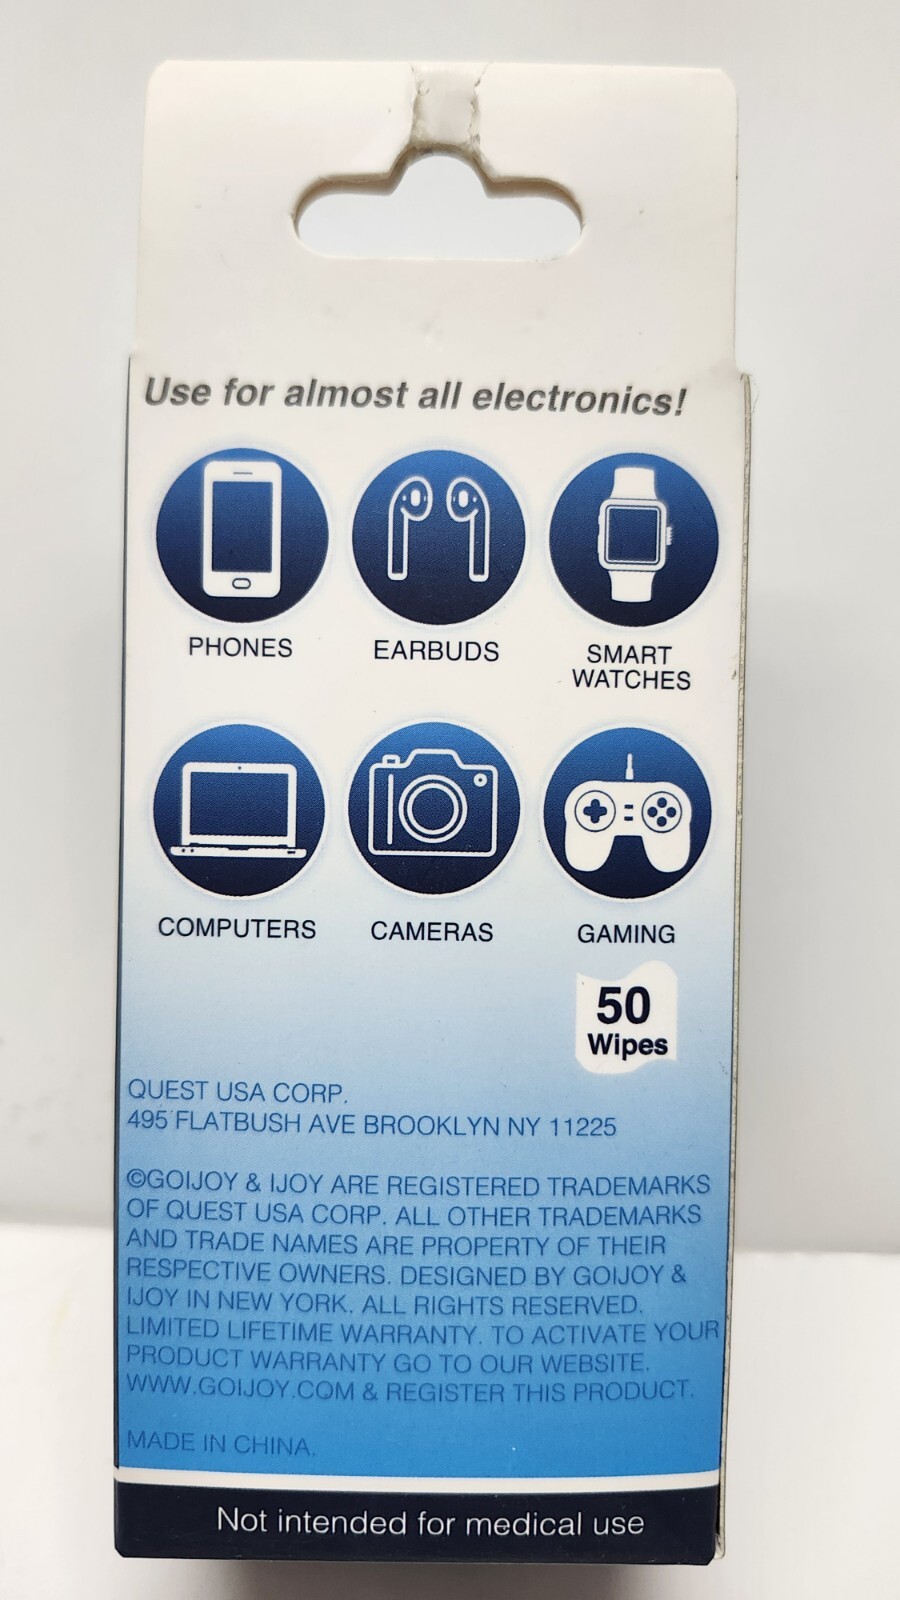 Use for almost all electronics!
PHONES
EARBUDS
SMART
WATCHES
COMPUTERS
CAMERAS
GAMING
50
Wipes
QUEST USA CORP.
495 FLATBUSH AVE BROOKLYN NY 11225
©GOIJOY & IJOY ARE REGISTERED TRADEMARKS
OF QUEST USA CORP. ALL OTHER TRADEMARKS
AND TRADE NAMES ARE PROPERTY OF THEIR
RESPECTIVE OWNERS. DESIGNED BY GOIJOY &
IJOY IN NEW YORK. ALL RIGHTS RESERVED.
LIMITED LIFETIME WARRANTY. TO ACTIVATE YOUR
PRODUCT WARRANTY GO TO OUR WEBSITE.
WWW.GOIJOY.COM & REGISTER THIS PRODUCT.
MADE IN CHINA.
Not intended for medical use